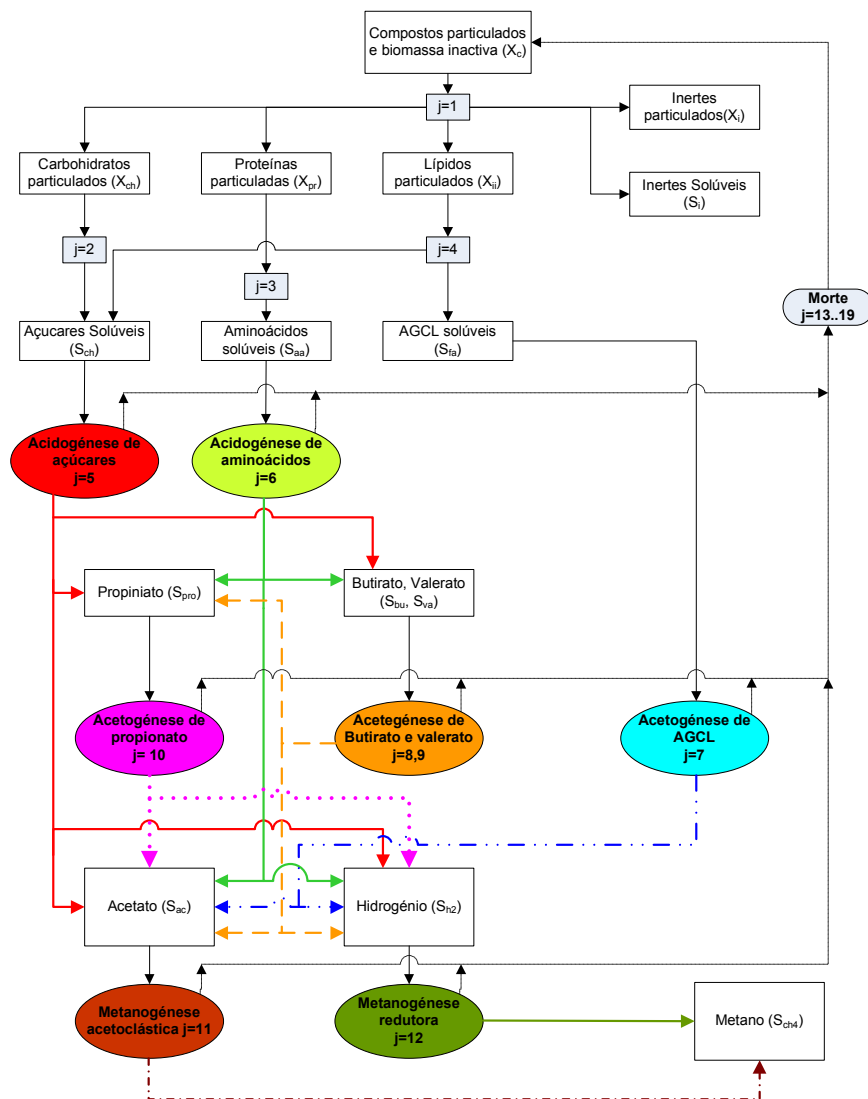 Compostos particulados
e biomassa inactiva (Xc)
j=1
Inertes
particulados(Xi)
Carbohidratos
particulados (Xch)
Proteínas
particuladas (Xpr)
Lípidos
particulados (Xii)
Inertes Solúveis
(Si)
j=2
j=4
j=3
Morte
j=13..19
Açucares Solúveis
(Sch)
Aminoácidos
solúveis (Saa)
AGCL solúveis
(Sfa)
Acidogénese de
açúcares
j=5
Acidogénese de
aminoácidos
j=6
Propiniato (Spro)
Butirato, Valerato
(Sbu, Sva)
Acetogénese de
propionato
j= 10
Acetegénese de
Butirato e valerato
j=8,9
Acetogénese de
AGCL
j=7
Acetato (Sac)
Hidrogénio (Sh2)
Metanogénese
acetoclástica j=11
Metanogénese
redutora
j=12
Metano (Sch4)